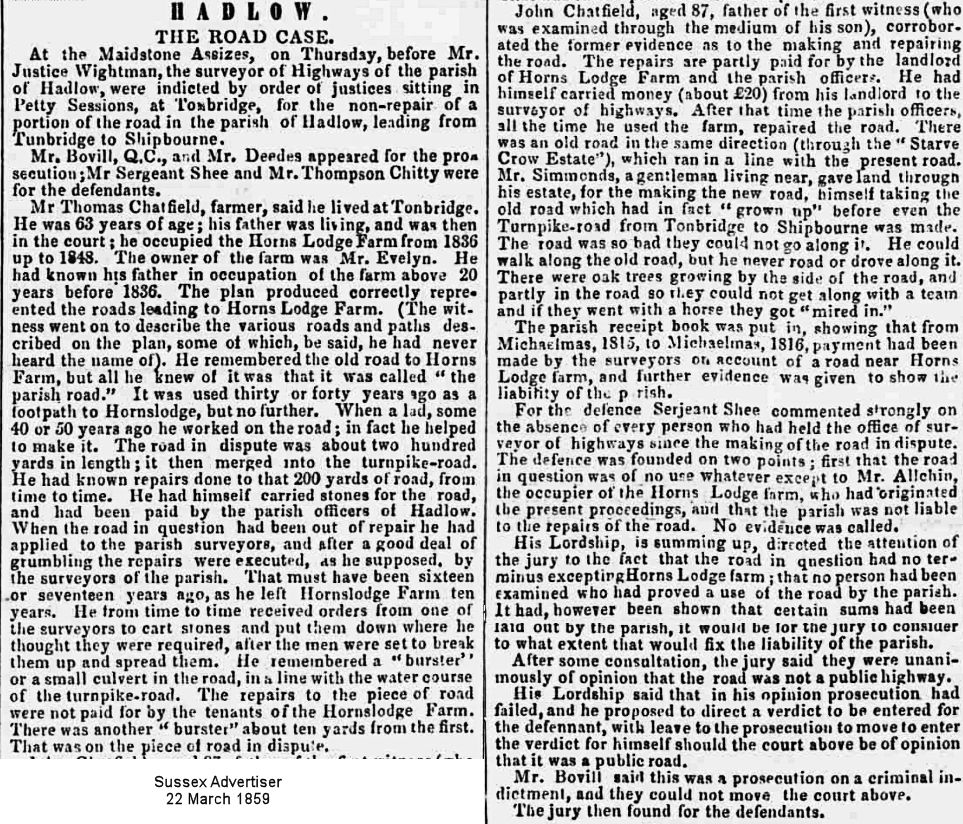 HADLOW.
THE ROAD CASE.
At the Maidstone Assizes, on Thursday, before Mr.
Justice Wightman, the surveyor of Highways of the parish
of Hadlow, were indicted by order of justices sitting in
Petty Sessions, at Tonbridge, for the non-repair of a
portion of the road in the parish of Hadlow, leading from
Tunbridge to Shipbourne.
Mr. Bovill, Q.C., and Mr. Deedes appeared for the pro-
secution; Mr Sergeant Shee and Mr. Thompson Chitty were
for the defendants.
Mr Thomas Chatfield, farmer, said he lived at Tonbridge.
He was 63 years of age; his father was living, and was then
in the court; he occupied the Horns Lodge Farm from 1836
up to 1848. The owner of the farm was Mr. Evelyn. He
had known his father in occupation of the farm above 20
years before 1836. The plan produced correctly repre-
ented the roads leading to Horns Lodge Farm. (The wit-
ness went on to describe the various roads and paths des-
cribed on the plan, some of which, be said, he had never
heard the name of). He remembered the old road to Horns
Farm, but all he knew of it was that it was called "the
parish road." It was used thirty or forty years ago as a
footpath to Hornslodge, but no further. When a lad, some
40 or 50 years ago he worked on the road; in fact he helped
to make it. The road in dispute was about two hundred
yards in length; it then merged into the turnpike-road.
He had known repairs done to that 200 yards of road, from
time to time. He had himself carried stones for the road,
and had been paid by the parish officers of Hadlow.
When the road in question had been out of repair he had
applied to the parish surveyors, and after a good deal of
grumbling the repairs were executed, as he supposed, by
the surveyors of the parish. That must have been sixteen
or seventeen years ago, as he left Hornslodge Farm ten
years. He from time to time received orders from one of
the surveyors to cart stones and put them down where he
thought they were required, after the men were set to break
them up and spread them. He remembered a "burster"
or a small culvert in the road, in a line with the water course
of the turnpike-road. The repairs to the piece of road
were not paid for by the tenants of the Hornslodge Farm.
There was another "burster" about ten yards from the first.
That was on the piece of road in dispute.
Sussex Advertiser
22 March 1859
John Chatfield, aged 87, father of the first witness (who
was examined through the medium of his son), corrobor-
ated the former evidence as to the making and repairing
the road. The repairs are partly paid for by the landlord
of Horns Lodge Farm and the parish officers. He had
himself carried money (about £20) from his landlord to the
surveyor of highways. After that time the parish officers,
all the time he used the farm, repaired the road. There
was an old road in the same direction (through the "Starve
Crow Estate"), which ran in a line with the present road.
Mr. Simmonds, a gentleman living near, gave land through
his estate, for the making the new road, himself taking the
old road which had in fact "grown up" before even the
Turnpike-road from Tonbridge to Shipbourne was made.
The road was so bad they could not go along it. He could
walk along the old road, but he never road or drove along it.
There were oak trees growing by the side of the road, and
partly in the road so they could not get along with a team
and if they went with a horse they got "mired in."
The parish receipt book was put in, showing that from
Michaelmas, 1815, to Michaelmas, 1816, payment had been
made by the surveyors on account of a road near Horns
Lodge farm, and further evidence was given to show the
liability of the p rish.
For the defence Serjeant Shee commented strongly on
the absence of every person who had held the office of sur-
veyor of highways since the making of the road in dispute.
The defence was founded on two points; first that the road
in question was of no use whatever except to Mr. Allchin,
the occupier of the Horns Lodge farm, who had originated
the present proceedings, and that the parish was not liable
to the repairs of the road. No evidence was called.
His Lordship, is summing up, directed the attention of
the jury to the fact that the road in question had no ter-
minus excepting Horns Lodge farm; that no person had been
examined who had proved a use of the road by the parish.
It had, however been shown that certain sums had been
laid out by the parish, it would be for the jury to consider
to what extent that would fix the liability of the parish.
After some consultation, the jury said they were unani-
mously of opinion that the road was not a public highway.
His Lordship said that in his opinion prosecution had
failed, and he proposed to direct a verdict to be entered for
the defennant, with leave to the prosecution to move to enter
the verdict for himself should the court above be of opinion
that it was a public road.
Mr. Bovill said this was a prosecution on a criminal in-
dictment, and they could not move the court above.
The jury then found for the defendants.